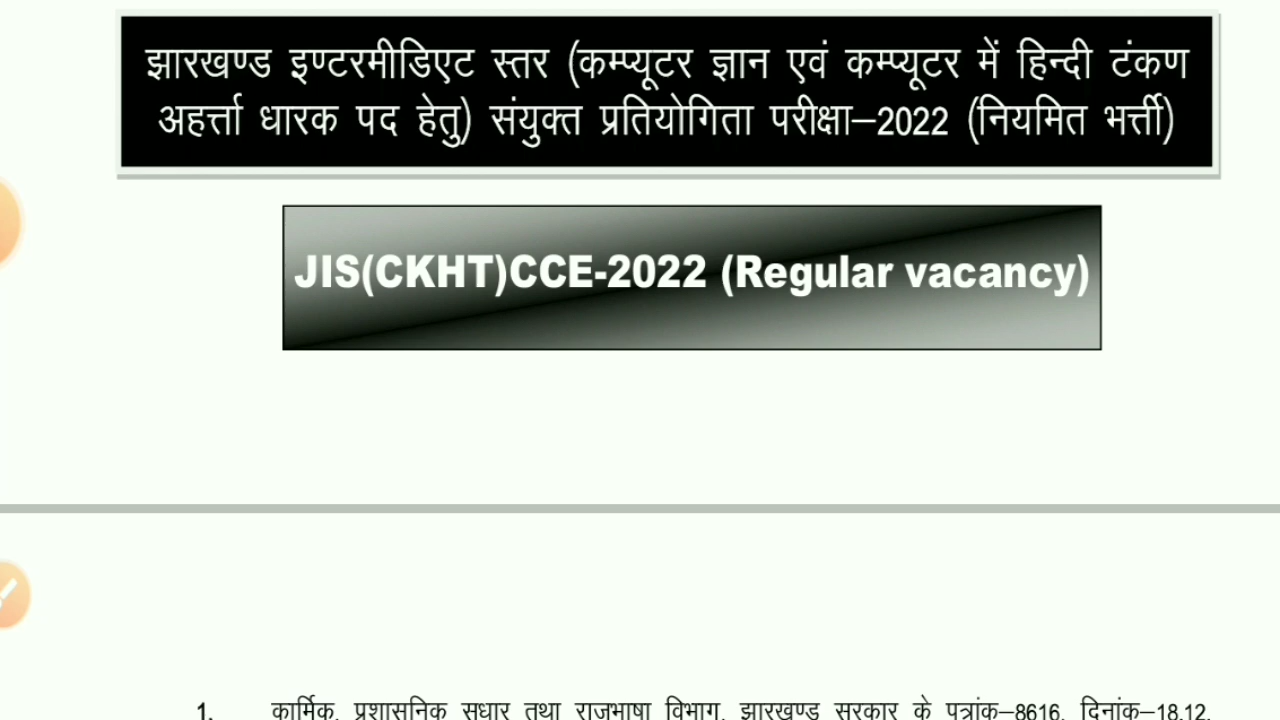 झारखण्ड इण्टरमीडिएट स्तर (कम्प्यूटर ज्ञान एवं कम्प्यूटर में हिन्दी टंकण
अहर्त्ता धारक पद हेतु) संयुक्त प्रतियोगिता परीक्षा–2022 (नियमित भर्त्ती)
JIS(CKHT)CCE-2022 (Regular vacancy)
1. कार्मिक, प्रशासनिक सुधार तथा राजभाषा विभाग, झारखण्ड सरकार के पत्रांक–8616, दिनांक–18.12.